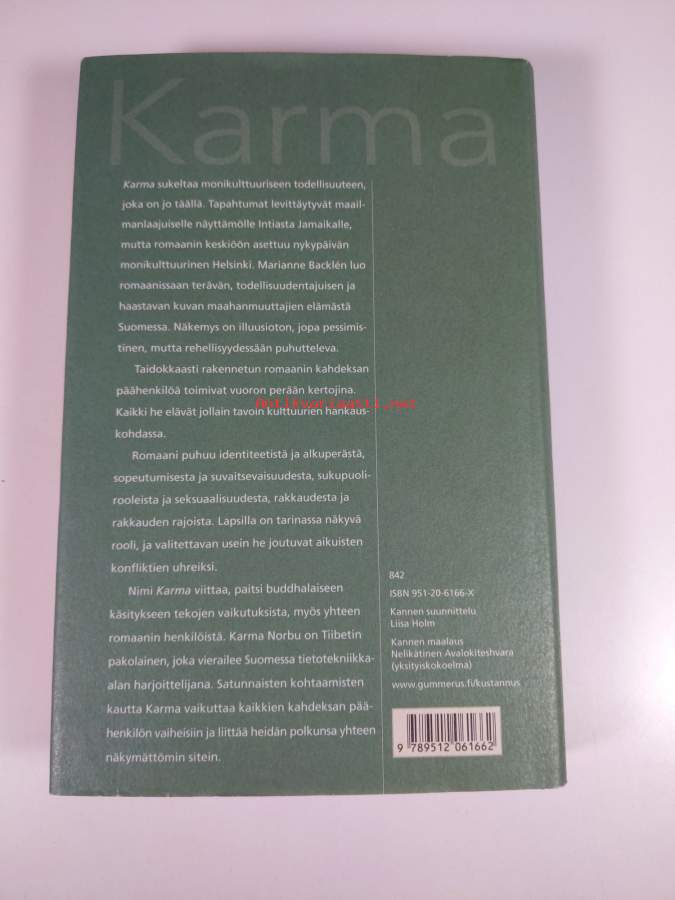 Karma
Karma sukeltaa monikulttuuriseen todellisuuteen,
joka on jo täällä. Tapahtumat levittäytyvät maail-
manlaajuiselle näyttämölle Intiasta Jamaikalle,
mutta romaanin keskiöön asettuu nykypäivän
monikulttuurinen Helsinki. Marianne Backlén luo
romaanissaan terävän, todellisuudentajuisen ja
haastavan kuvan maahanmuuttajien elämästä
Suomessa. Näkemys on illuusioton, jopa pessimis-
tinen, mutta rehellisyydessään puhutteleva.
Taidokkaasti rakennetun romaanin kahdeksan
päähenkilöä toimivat vuoron perään kertojina.
Antikvariaatti.net
Kaikki he elävät jollain tavoin kulttuurien hankaus-
kohdassa.
Romaani puhuu identiteetistä ja alkuperästä,
sopeutumisesta ja suvaitsevaisuudesta, sukupuoli-
rooleista ja seksuaalisuudesta, rakkaudesta ja
rakkauden rajoista. Lapsilla on tarinassa näkyvä
rooli, ja valitettavan usein he joutuvat aikuisten
konfliktien uhreiksi.
Nimi Karma viittaa, paitsi buddhalaiseen
käsitykseen tekojen vaikutuksista, myös yhteen
romaanin henkilöistä. Karma Norbu on Tiibetin
pakolainen, joka vierailee Suomessa tietotekniikka-
alan harjoittelijana. Satunnaisten kohtaamisten
kautta Karma vaikuttaa kaikkien kahdeksan pää-
henkilön vaiheisiin ja liittää heidän polkunsa yhteen
näkymättömin sitein.
842
ISBN 951-20-6166-X
Kannen suunnittelu
Liisa Holm
Kannen maalaus
Nelikätinen Avalokiteshvara
(yksityiskokoelma)
www.gummerus.fi/kustannus
9 789512 061662